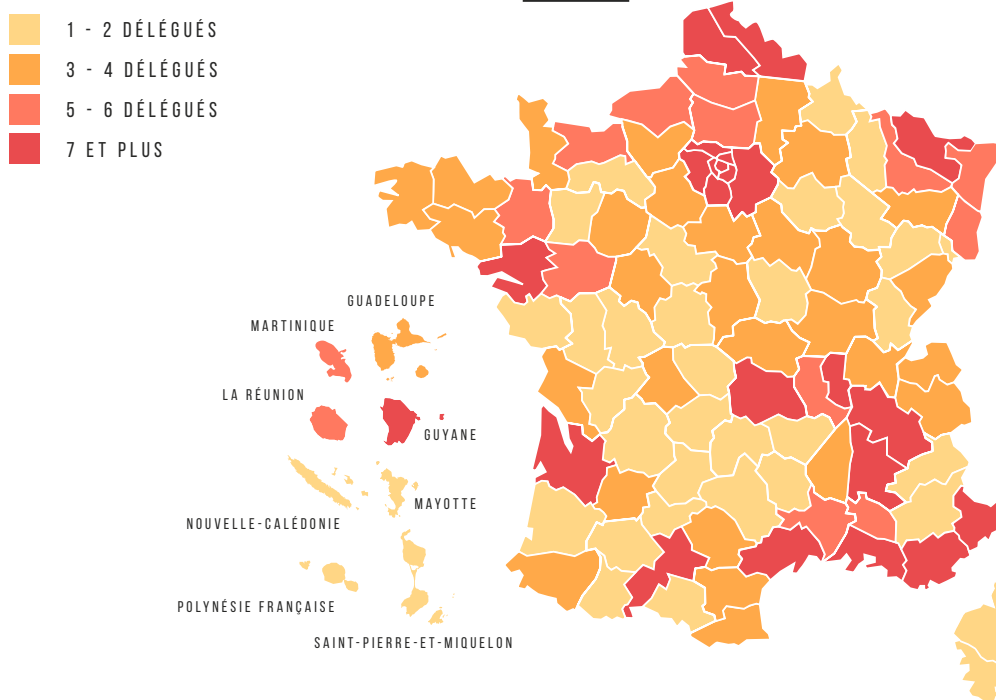 1 - 2 DÉLÉGUÉS
3 - 4 DÉLÉGUÉS
5 - 6 DÉLÉGUÉS
7 ET PLUS
GUADELOUPE
MARTINIQUE
LA RÉUNION
GUYANE
MAYOTTE
NOUVELLE-CALÉDONIE
POLYNÉSIE FRANÇAISE
SAINT-PIERRE-ET-MIQUELON